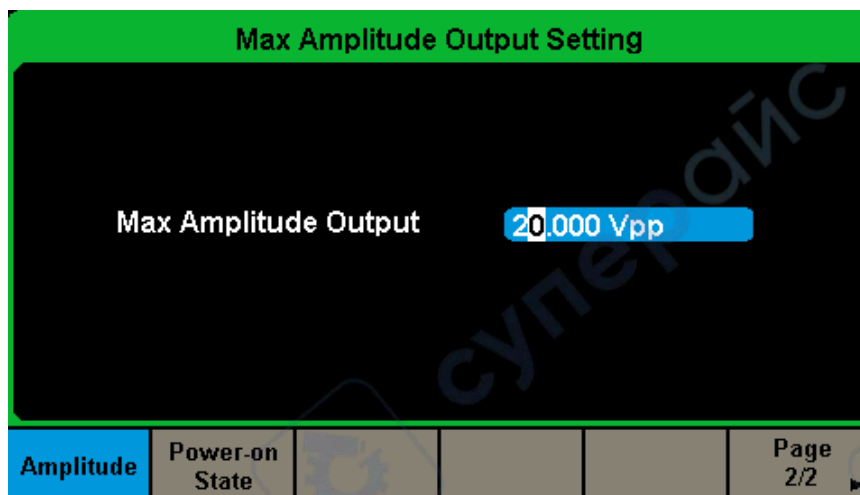 Max Amplitude Output Setting
Max Amplitude Output 20.000 Vpp
Amplitude
Power-on
State
Page
2/2
суперайс